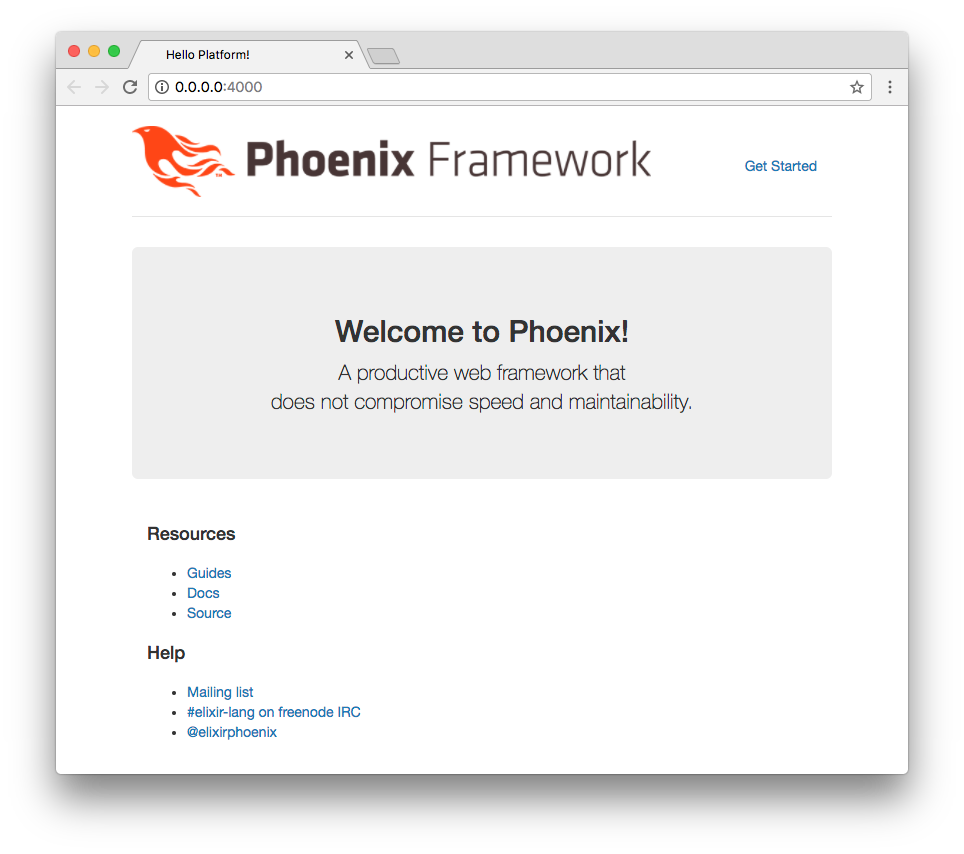 Hello Platform!
0.0.0.0:4000
Phoenix Framework
™
Get Started
Welcome to Phoenix!
A productive web framework that
does not compromise speed and maintainability.
Resources
Guides
Docs
Source
Help
Mailing list
#elixir-lang on freenode IRC
@elixirphoenix